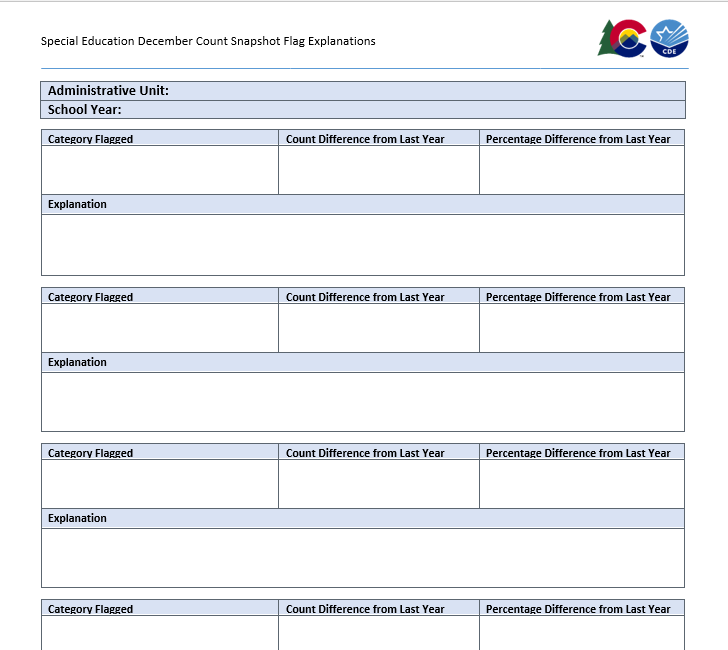 Special Education December Count Snapshot Flag Explanations
CDE
Administrative Unit:
School Year:
Category Flagged Count Difference from Last Year Percentage Difference from Last Year
Explanation
Category Flagged Count Difference from Last Year Percentage Difference from Last Year
Explanation
Category Flagged Count Difference from Last Year Percentage Difference from Last Year
Explanation
Category Flagged Count Difference from Last Year Percentage Difference from Last Year